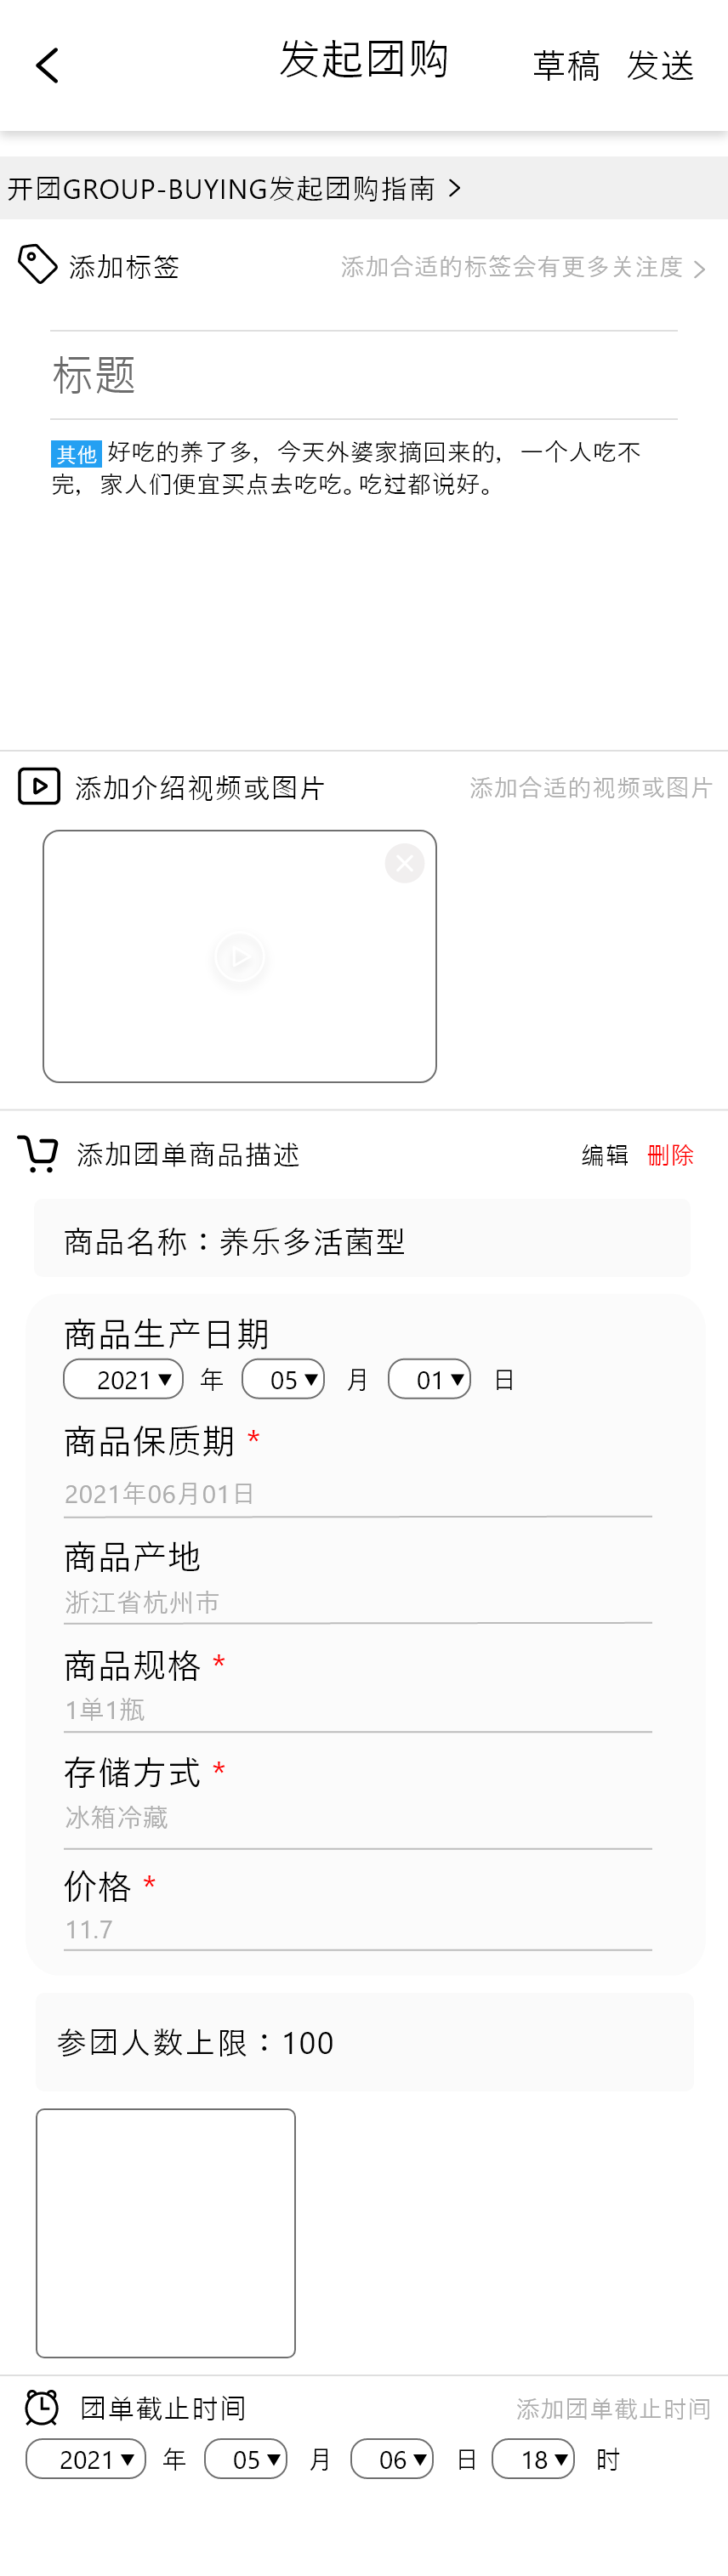 发起团购 草稿 发送
开团GROUP-BUYING发起团购指南 >
添加标签 添加合适的标签会有更多关注度 >
标题
其他 好吃的养了多，今天外婆家摘回来的，一个人吃不
完，家人们便宜买点去吃吃。吃过都说好。
添加介绍视频或图片 添加合适的视频或图片
添加团单商品描述 编辑 删除
商品名称：养乐多活菌型
商品生产日期
2021 年 05 月 01 日
商品保质期 *
2021年06月01日
商品产地
浙江省杭州市
商品规格 *
1单1瓶
存储方式 *
冰箱冷藏
价格 *
11.7
参团人数上限：100
团单截止时间 添加团单截止时间
2021 年 05 月 06 日 18 时